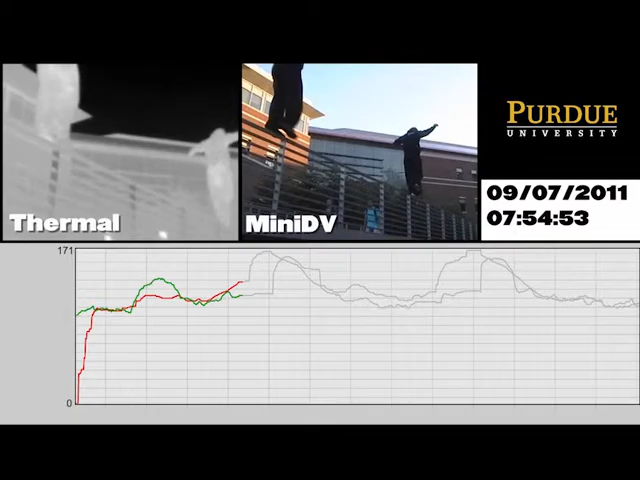 Thermal
MiniDV
PURDUE
UNIVERSITY
09/07/2011
07:54:53
171
0